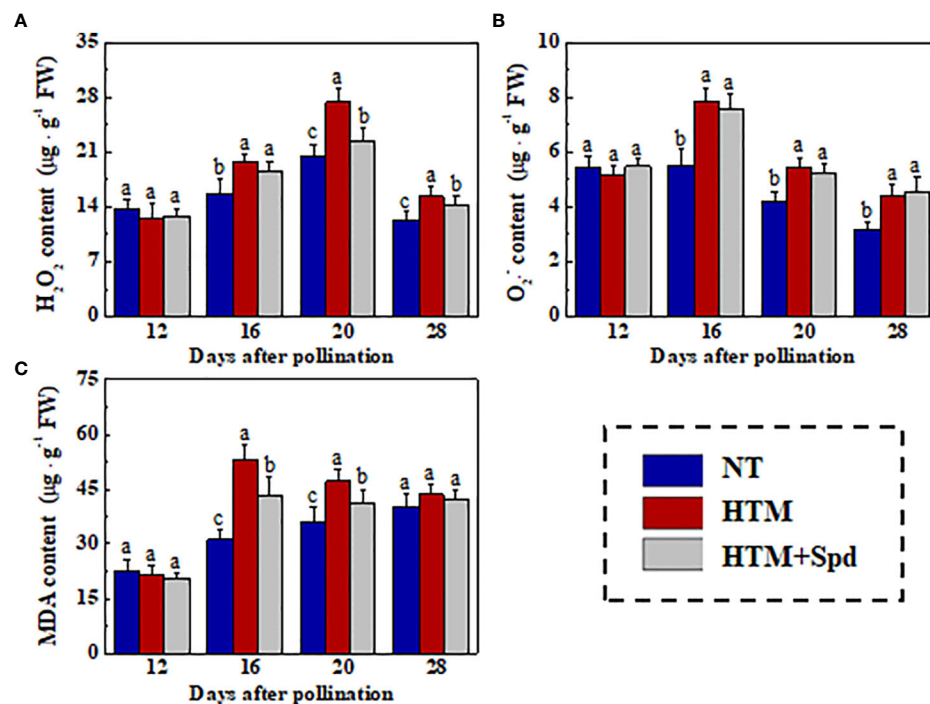 A
H₂O₂ content (µg · g⁻¹ FW)
35
28
21
14
7
0
a a a
b a a
c a b
c a b
12 16 20 28
Days after pollination
B
O₂·⁻ content (µg · g⁻¹ FW)
10
8
6
4
2
0
a a a
b a a
b a a
b a a
12 16 20 28
Days after pollination
C
MDA content (µg · g⁻¹ FW)
75
60
45
30
15
0
a a a
c a b
c a b
a a a
12 16 20 28
Days after pollination
NT
HTM
HTM+Spd